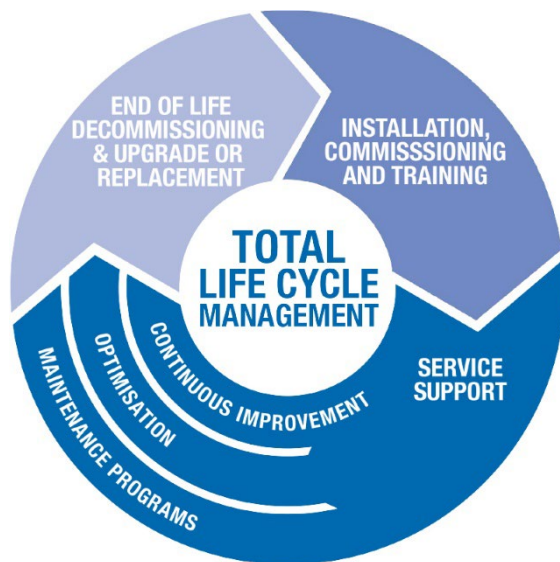 END OF LIFE
DECOMMISSIONING
& UPGRADE OR
REPLACEMENT
INSTALLATION,
COMMISSSIONING
AND TRAINING
TOTAL
LIFE CYCLE
MANAGEMENT
SERVICE
SUPPORT
CONTINUOUS IMPROVEMENT
OPTIMISATION
MAINTENANCE PROGRAMS